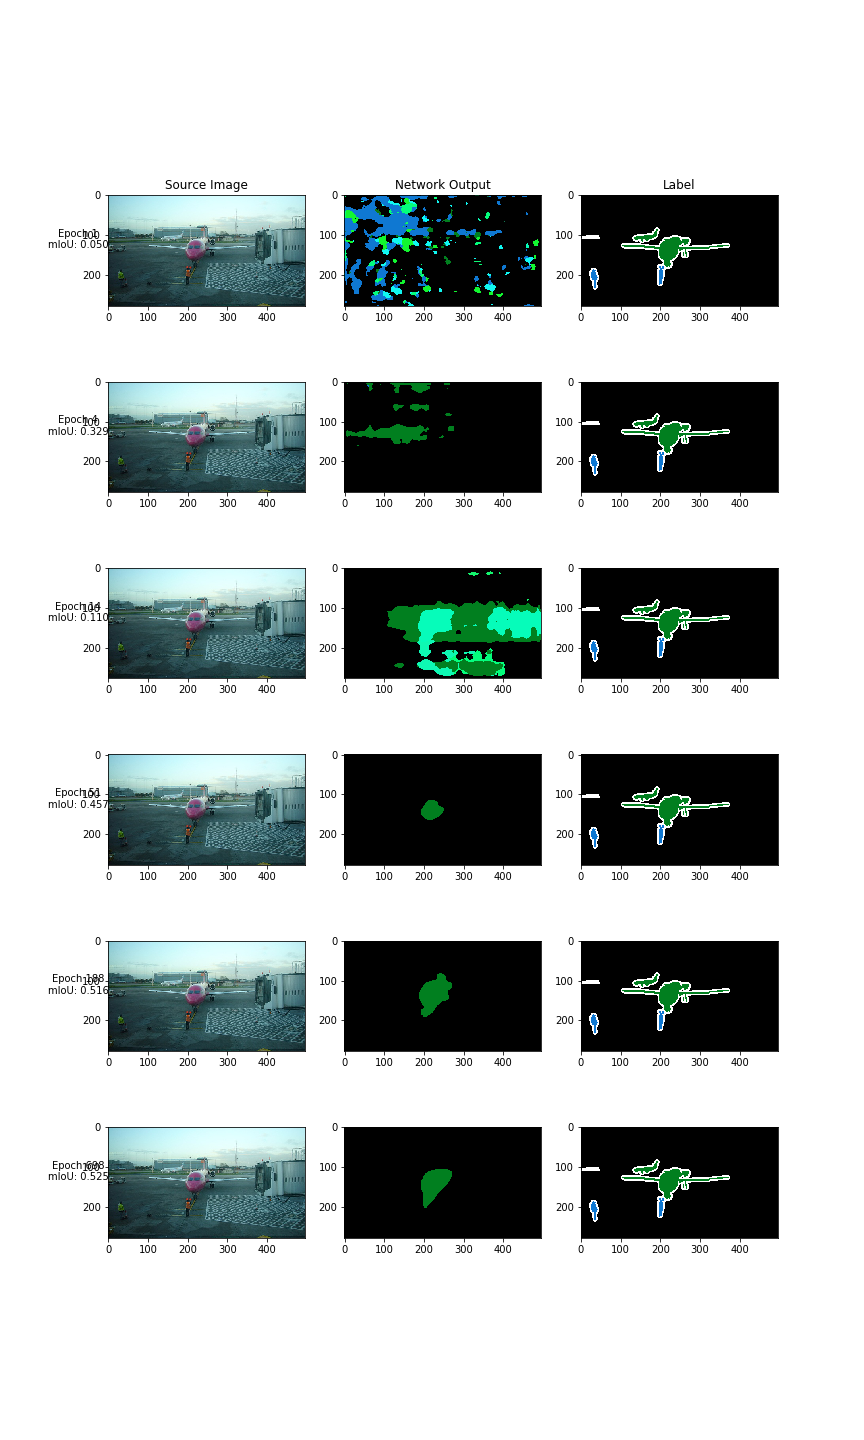 Source Image Network Output Label
0 0 0
Epoch 1
100 100 100
mIoU: 0.050
200 200 200
0 100 200 300 400 0 100 200 300 400 0 100 200 300 400
0 0 0
Epoch 4
100 100 100
mIoU: 0.329
200 200 200
0 100 200 300 400 0 100 200 300 400 0 100 200 300 400
0 0 0
Epoch 14
100 100 100
mIoU: 0.110
200 200 200
0 100 200 300 400 0 100 200 300 400 0 100 200 300 400
0 0 0
Epoch 51
100 100 100
mIoU: 0.457
200 200 200
0 100 200 300 400 0 100 200 300 400 0 100 200 300 400
0 0 0
Epoch 188
100 100 100
mIoU: 0.516
200 200 200
0 100 200 300 400 0 100 200 300 400 0 100 200 300 400
0 0 0
Epoch 698
100 100 100
mIoU: 0.525
200 200 200
0 100 200 300 400 0 100 200 300 400 0 100 200 300 400